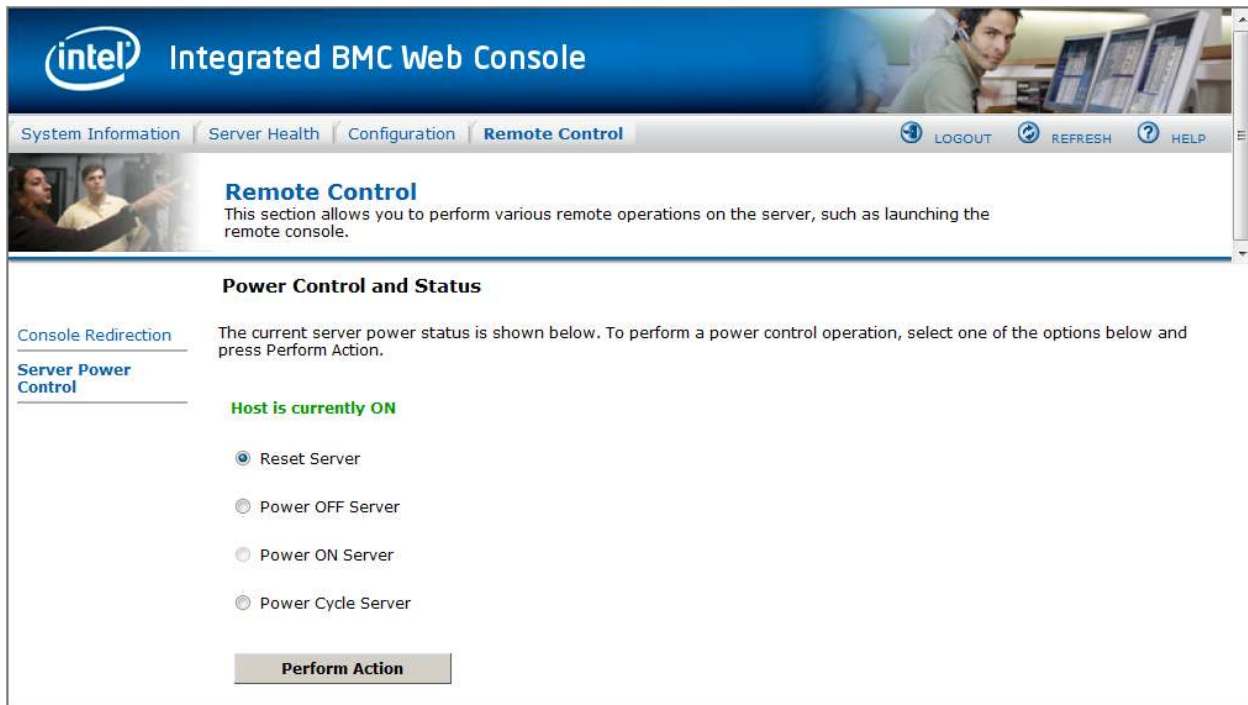 intel Integrated BMC Web Console
System Information Server Health Configuration Remote Control LOGOUT REFRESH ? HELP
Remote Control
This section allows you to perform various remote operations on the server, such as launching the
remote console.
Power Control and Status
Console Redirection
The current server power status is shown below. To perform a power control operation, select one of the options below and
press Perform Action.
Server Power
Control
Host is currently ON
Reset Server
Power OFF Server
Power ON Server
Power Cycle Server
Perform Action